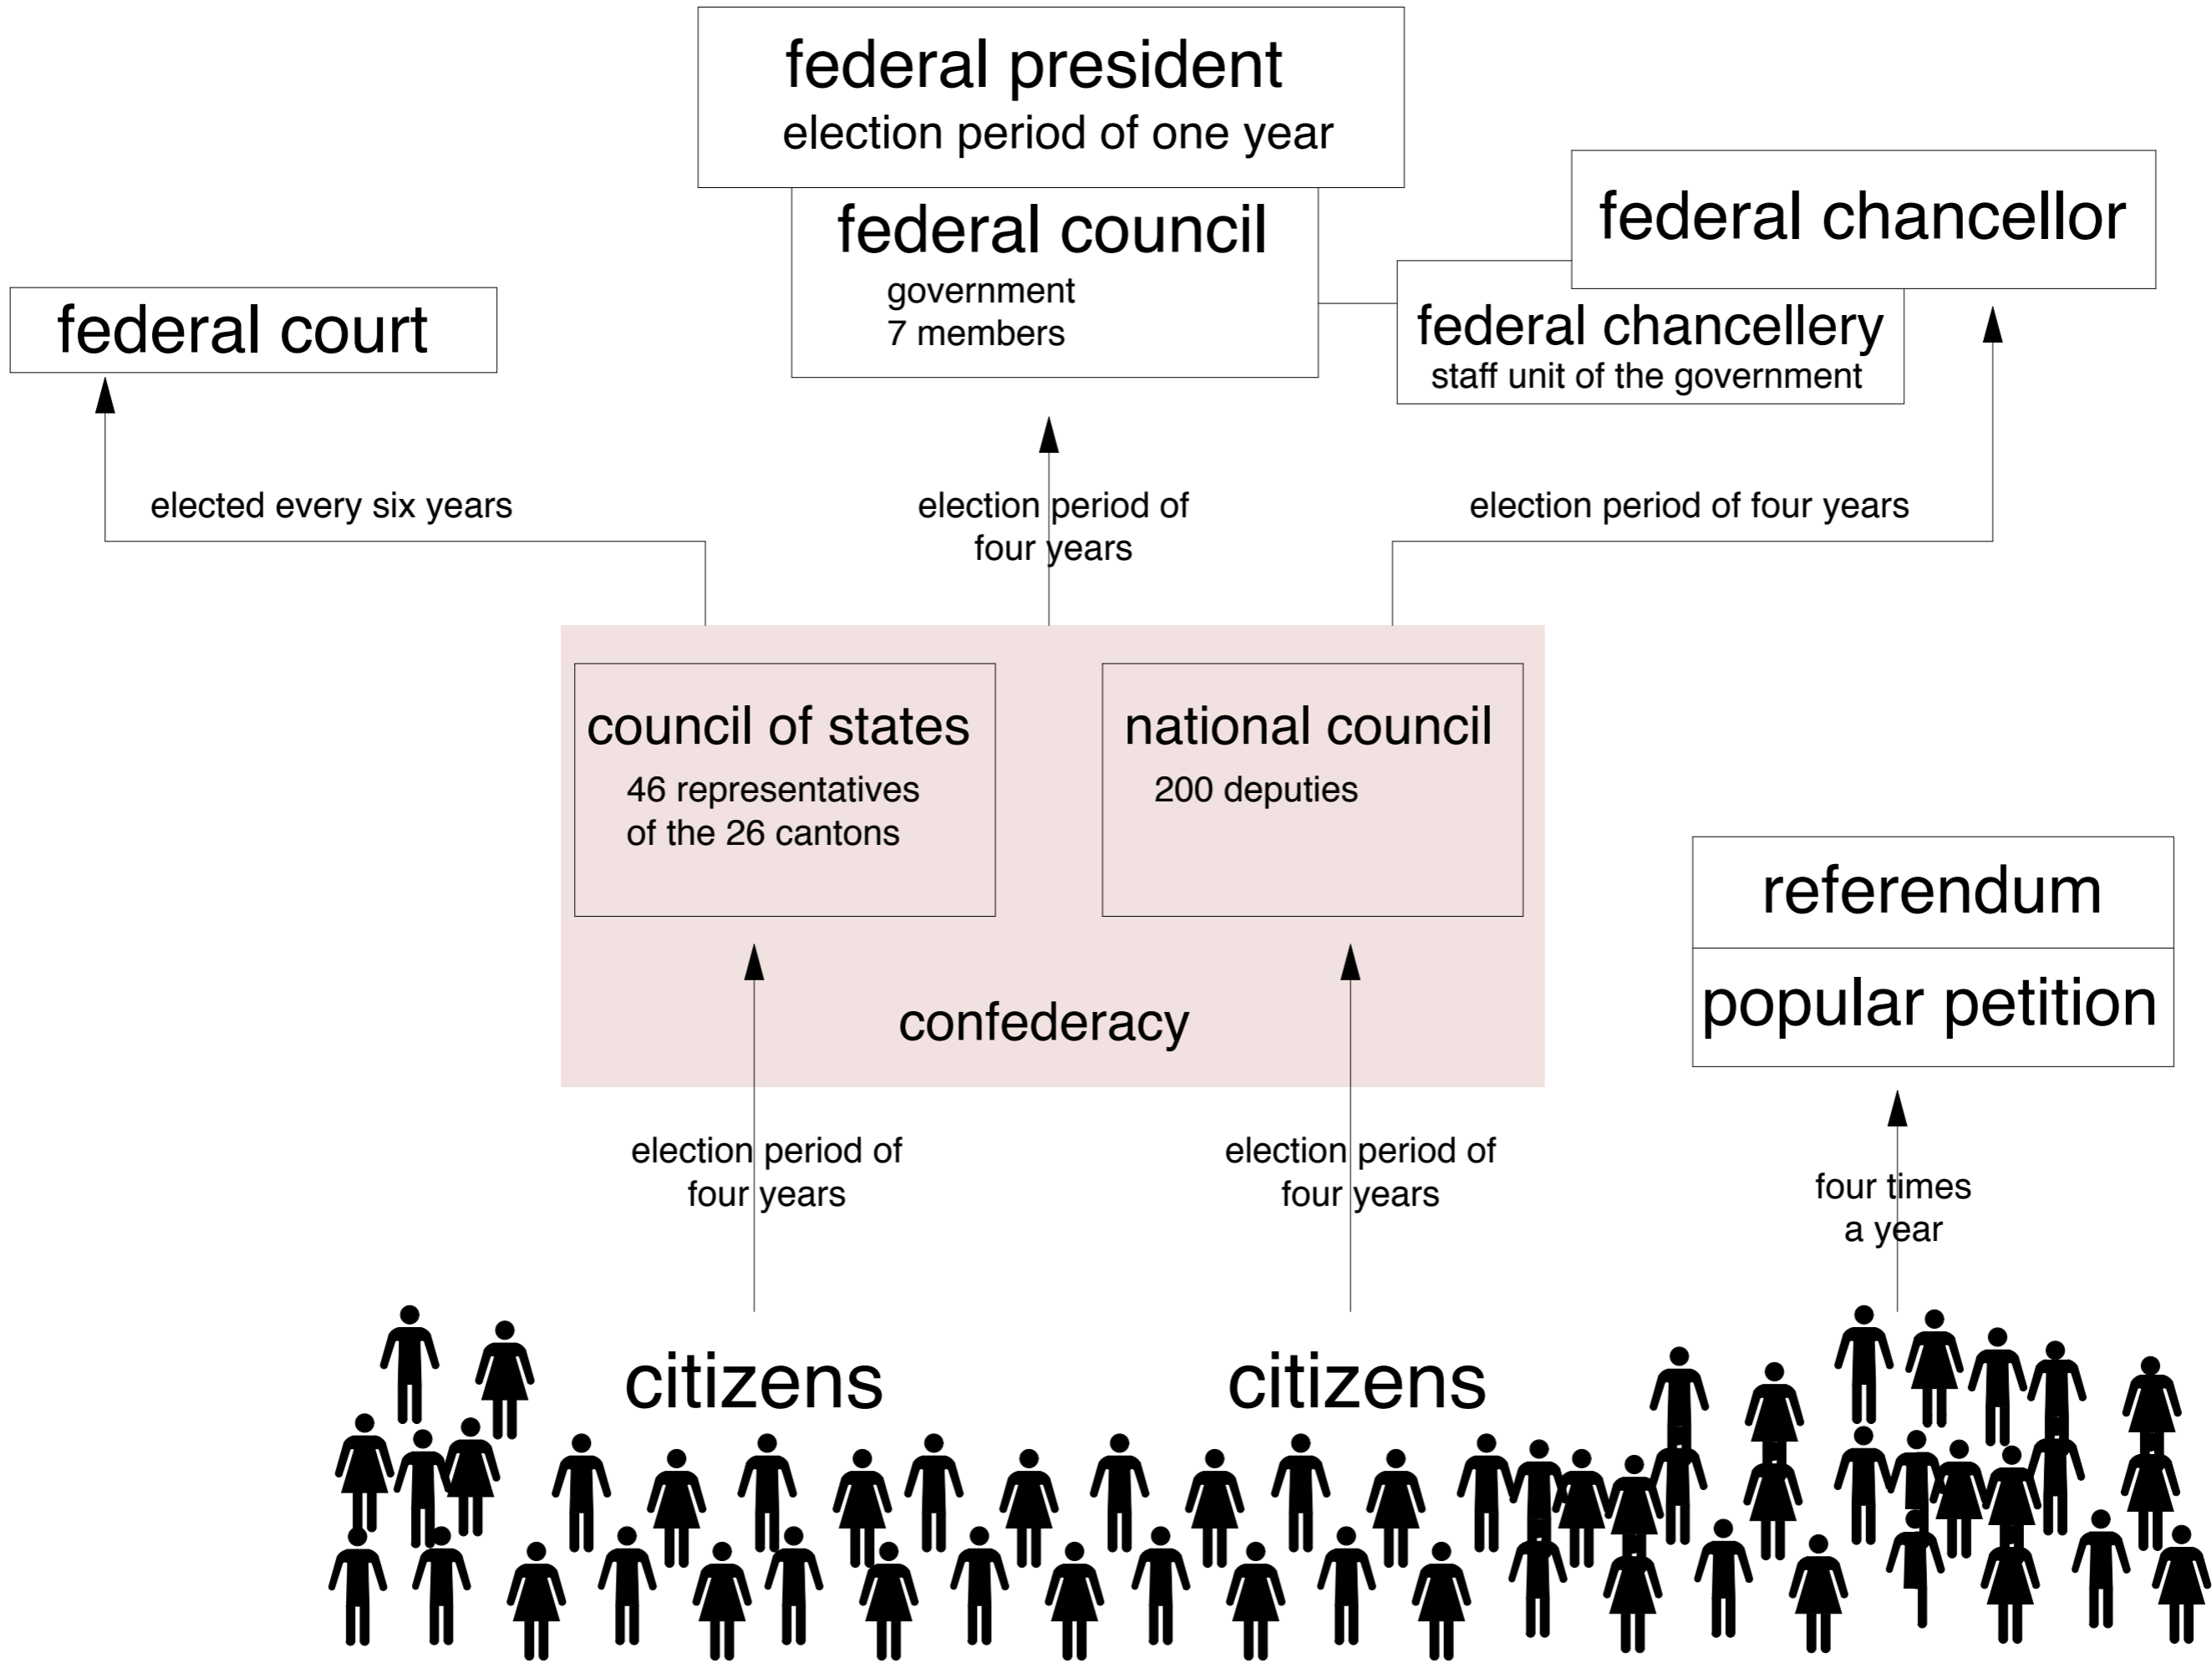 federal president
election period of one year
federal council
government
7 members
federal chancellor
federal chancellery
staff unit of the government
federal court
elected every six years
election period of
four years
election period of four years
council of states
46 representatives
of the 26 cantons
national council
200 deputies
confederacy
referendum
popular petition
election period of
four years
election period of
four years
four times
a year
citizens
citizens